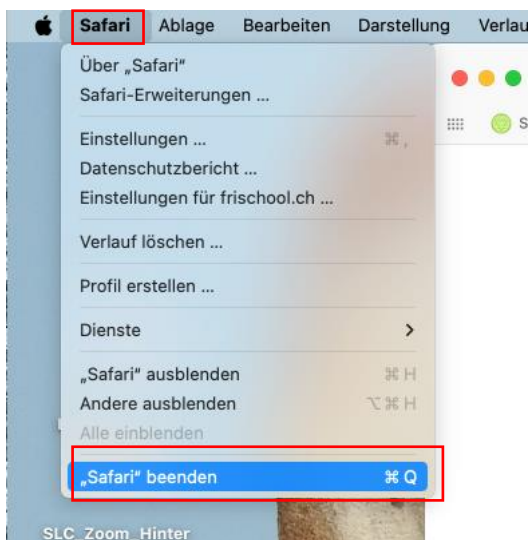 Safari Ablage Bearbeiten Darstellung Verlau
Über „Safari“
Safari-Erweiterungen ...
Einstellungen ... ⌘ ,
Datenschutzbericht ...
Einstellungen für frischool.ch ...
Verlauf löschen ...
Profil erstellen ...
Dienste
„Safari“ ausblenden ⌘ H
Andere ausblenden ⌥ ⌘ H
Alle einblenden
„Safari“ beenden ⌘ Q
S
SLC_Zoom_Hinter